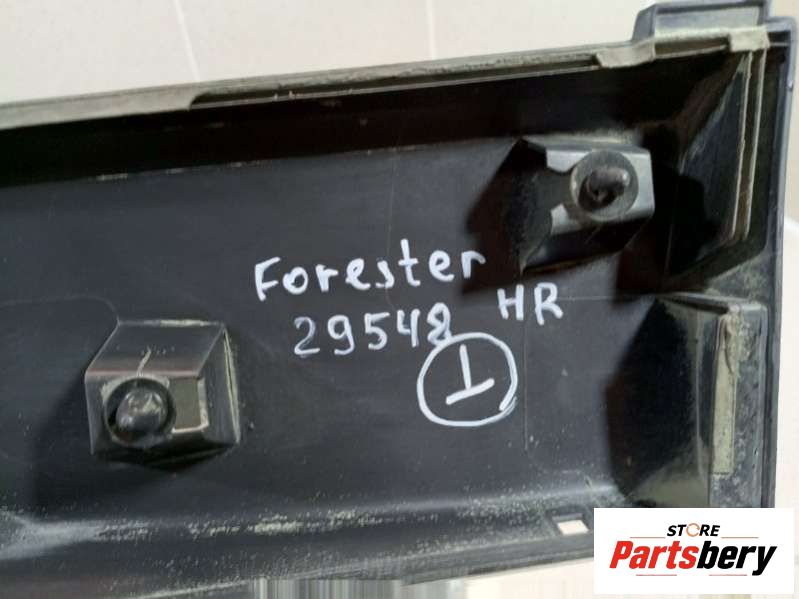 Forester
29548 HR
T
STORE
Partsbery